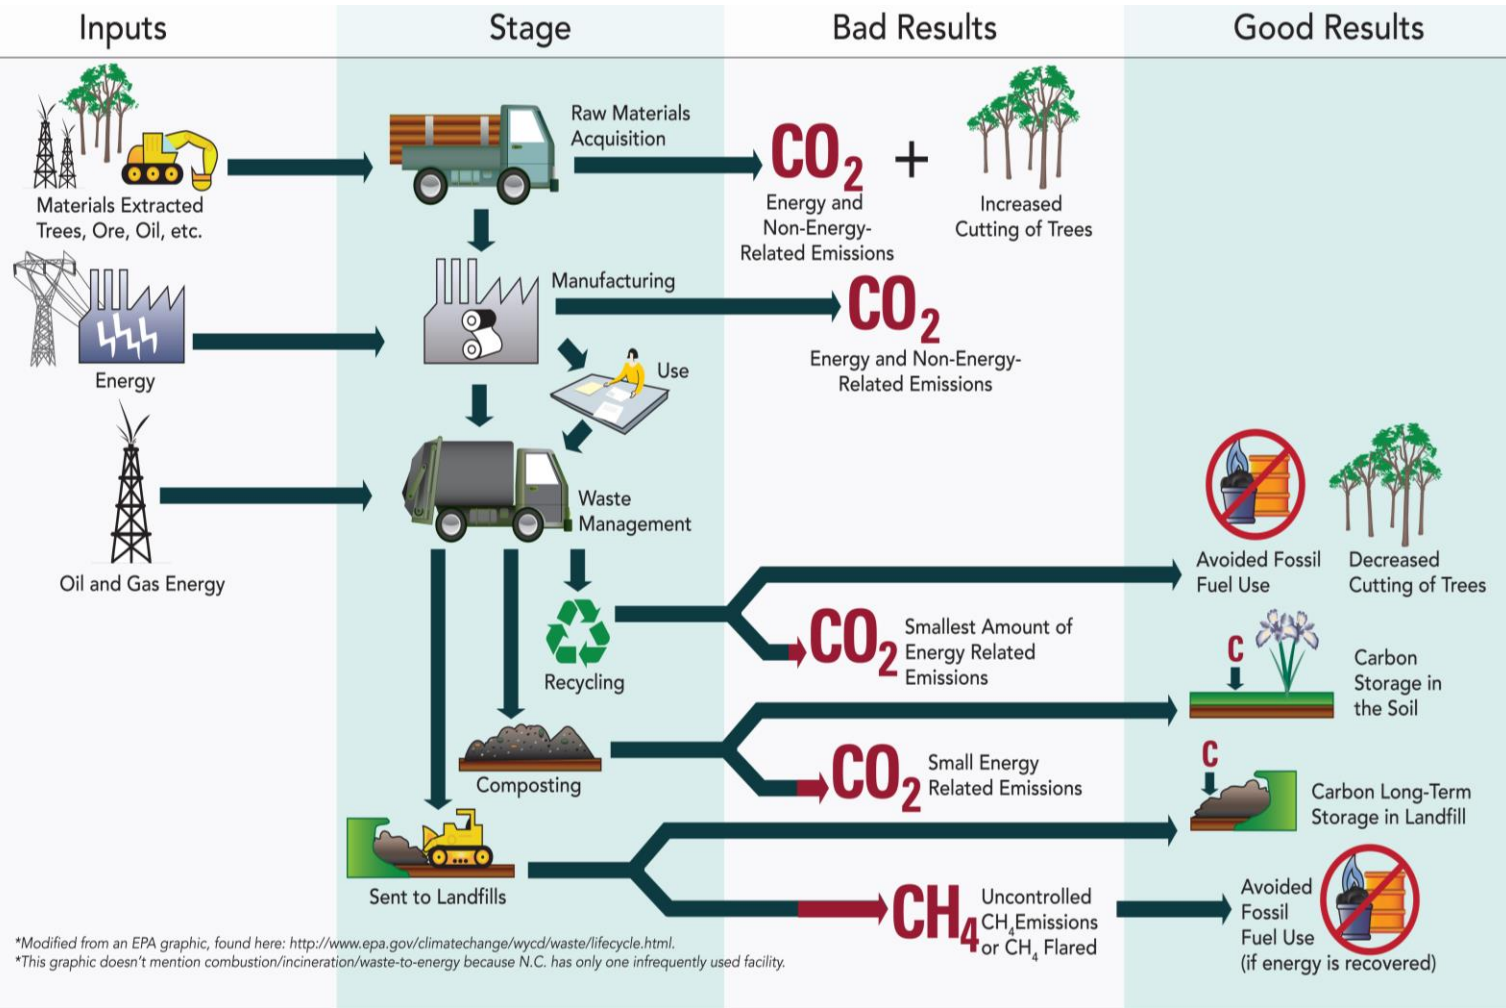 Inputs
Stage
Bad Results
Good Results
Materials Extracted
Trees, Ore, Oil, etc.
Raw Materials
Acquisition
CO2
+
Energy and
Non-Energy-
Related Emissions
Increased
Cutting of Trees
Energy
Manufacturing
CO2
Energy and Non-Energy-
Related Emissions
Use
Oil and Gas Energy
Waste
Management
Recycling
Avoided Fossil
Fuel Use
Decreased
Cutting of Trees
CO2
Smallest Amount of
Energy Related
Emissions
Composting
C
Carbon
Storage in
the Soil
CO2
Small Energy
Related Emissions
Sent to Landfills
C
Carbon Long-Term
Storage in Landfill
CH4
Uncontrolled
CH4Emissions
or CH4 Flared
Avoided
Fossil
Fuel Use
(if energy is recovered)
*Modified from an EPA graphic, found here: http://www.epa.gov/climatechange/wycd/waste/lifecycle.html.
*This graphic doesn't mention combustion/incineration/waste-to-energy because N.C. has only one infrequently used facility.